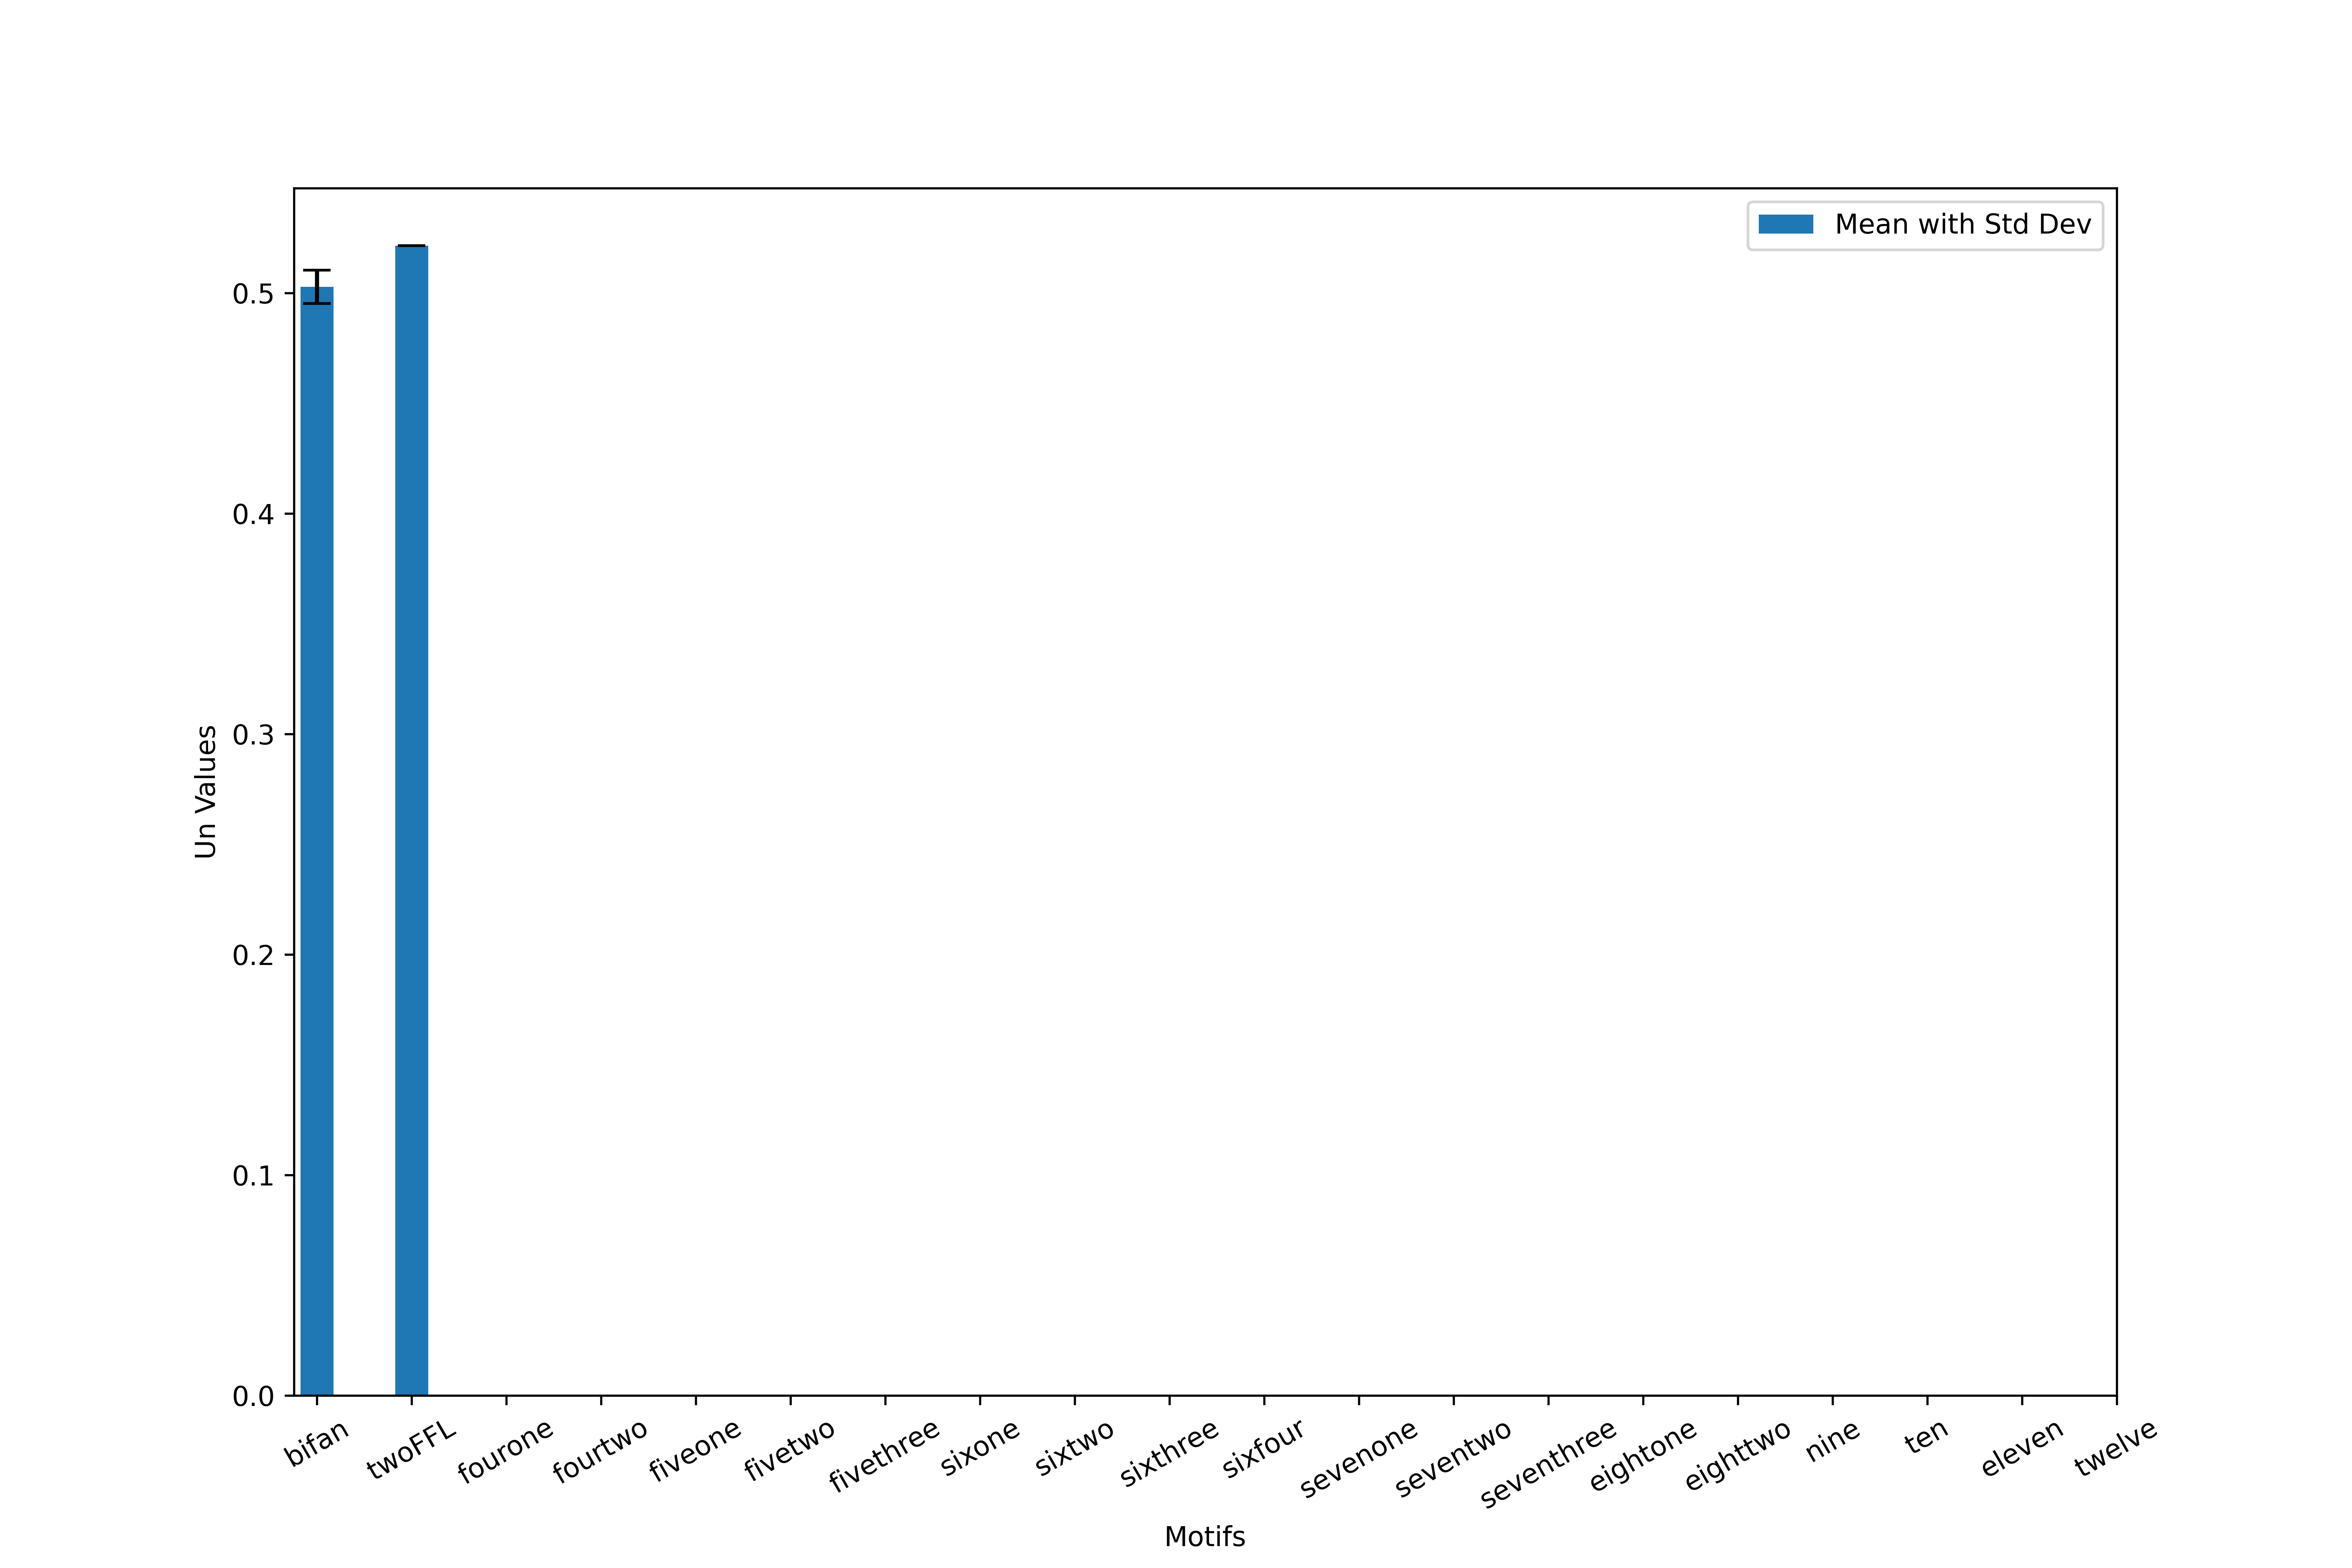 Mean with Std Dev
0.5
0.4
0.3
0.2
0.1
0.0
Un Values
bifan
twoFFL
fourone
fourtwo
fiveone
fivetwo
fivethree
sixone
sixtwo
sixthree
sixfour
sevenone
seventwo
seventhree
eightone
eighttwo
nine
ten
eleven
twelve
Motifs